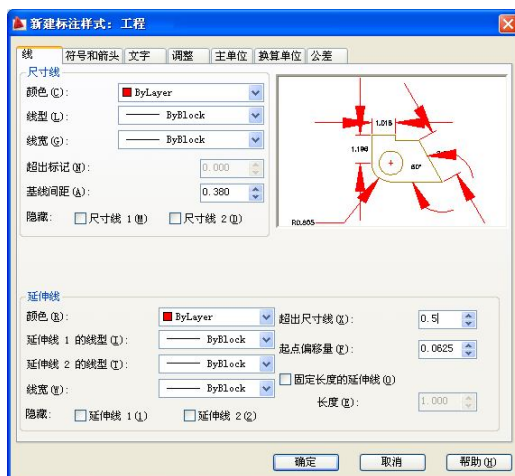 新建标注样式: 工程
线 符号和箭头 文字 调整 主单位 换算单位 公差
尺寸线
颜色(C): ByLayer
线型(L): ByBlock
线宽(G): ByBlock
超出标记(N): 0.000
基线间距(A): 0.380
隐藏: 尺寸线 1(M) 尺寸线 2(D)
1.015
1.196
60°
R0.805
延伸线
颜色(R): ByLayer
延伸线 1 的线型(I): ByBlock
延伸线 2 的线型(T): ByBlock
线宽(W): ByBlock
隐藏: 延伸线 1(1) 延伸线 2(2)
超出尺寸线(X): 0.5
起点偏移量(F): 0.0625
固定长度的延伸线(O)
长度(E): 1.000
确定 取消 帮助(H)